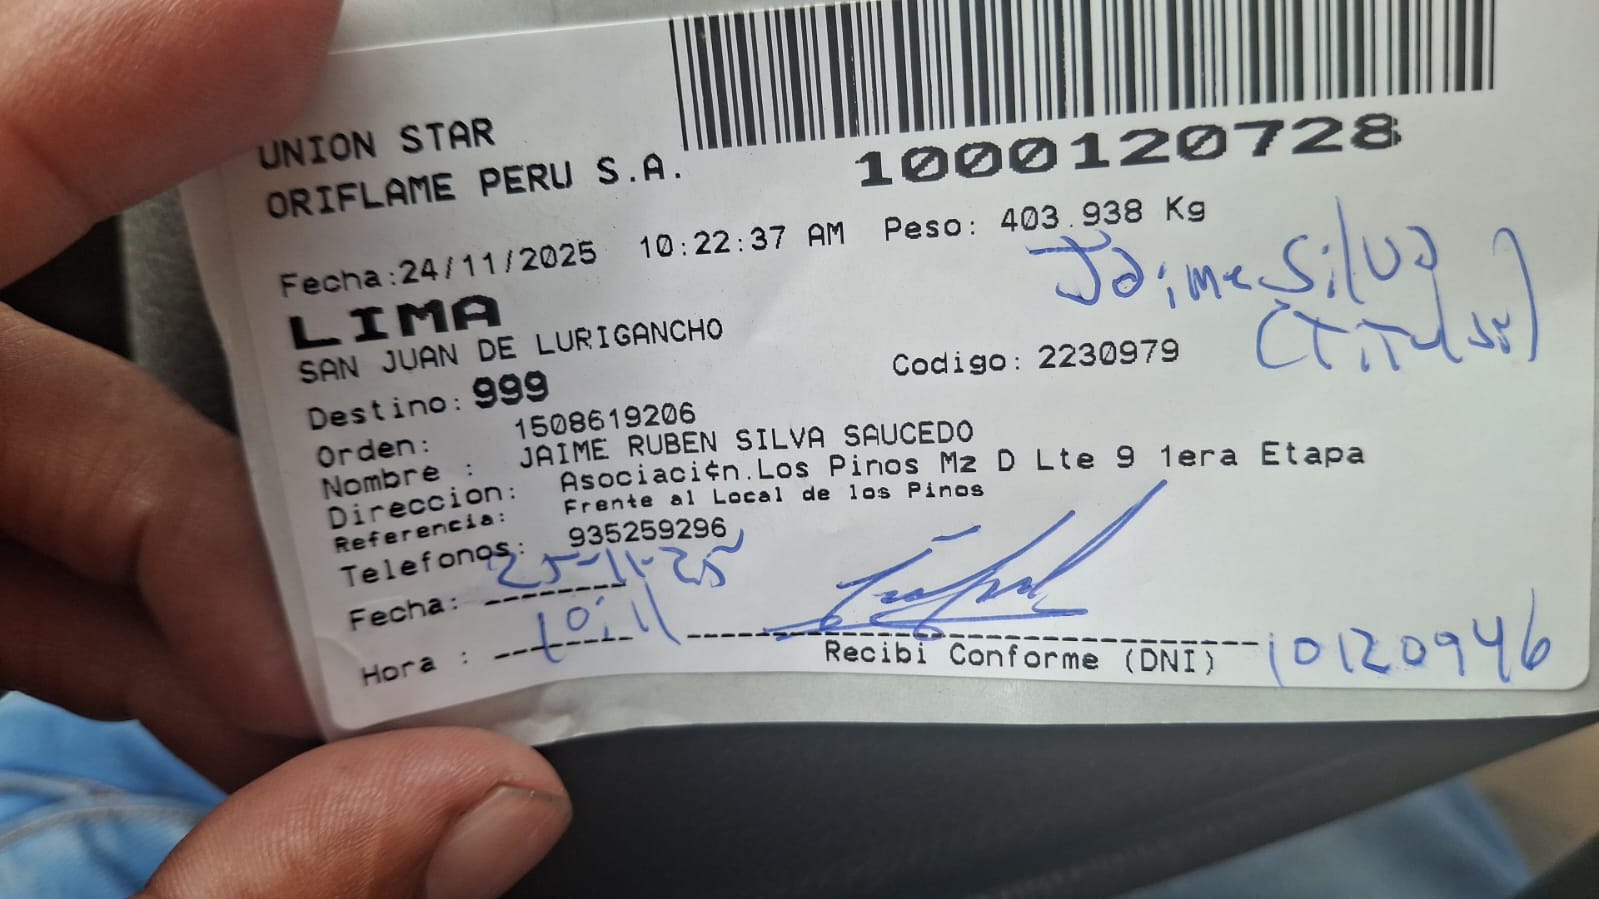 UNION STAR
ORIFLAME PERU S.A.
1000120728
Fecha:24/11/2025 10:22:37 AM Peso: 403.938 Kg
LIMA
Jaime Silva
(Titular)
SAN JUAN DE LURIGANCHO
Codigo: 2230979
Destino: 999
Orden: 1508619206
Nombre : JAIME RUBEN SILVA SAUCEDO
Direccion: Asociaci¢n.Los Pinos Mz D Lte 9 1era Etapa
Referencia: Frente al Local de los Pinos
Telefonos: 935259296
Fecha: 25-11-25
Hora : 10:11
Recibi Conforme (DNI) 10120946